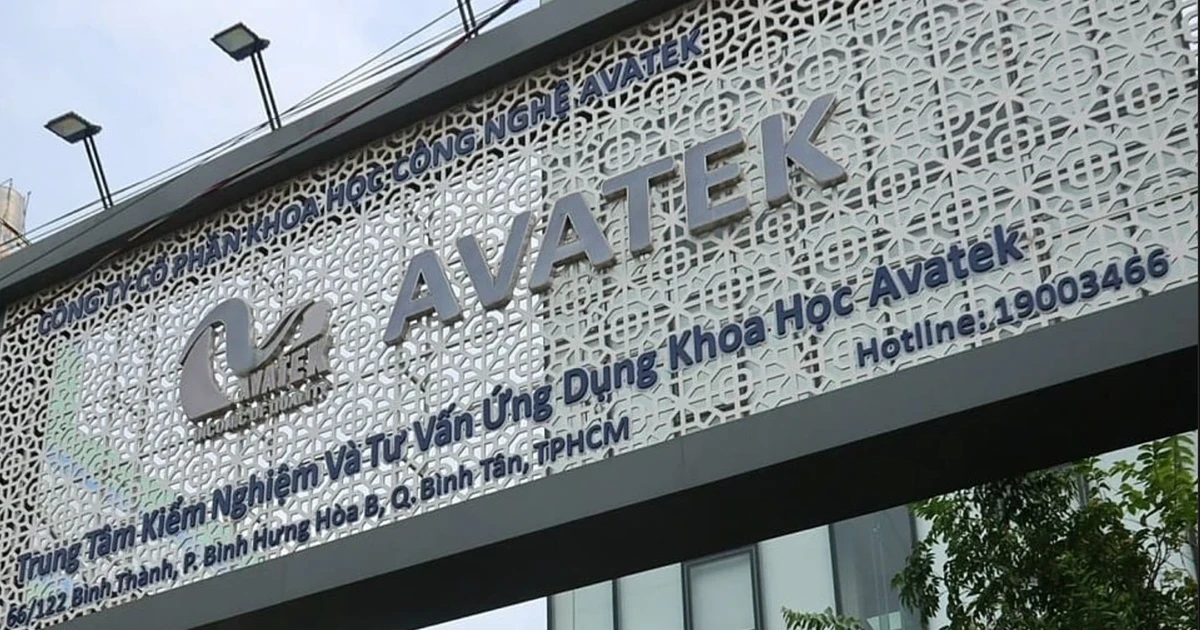 CÔNG TY CỔ PHẦN KHOA HỌC CÔNG NGHỆ AVATEK
AVATEK
AVATEK
Trung Tâm Kiểm Nghiệm Và Tư Vấn Ứng Dụng Khoa Học Avatek
66/122 Bình Thành, P. Bình Hưng Hòa B, Q. Bình Tân, TPHCM
Hotline: 19003466